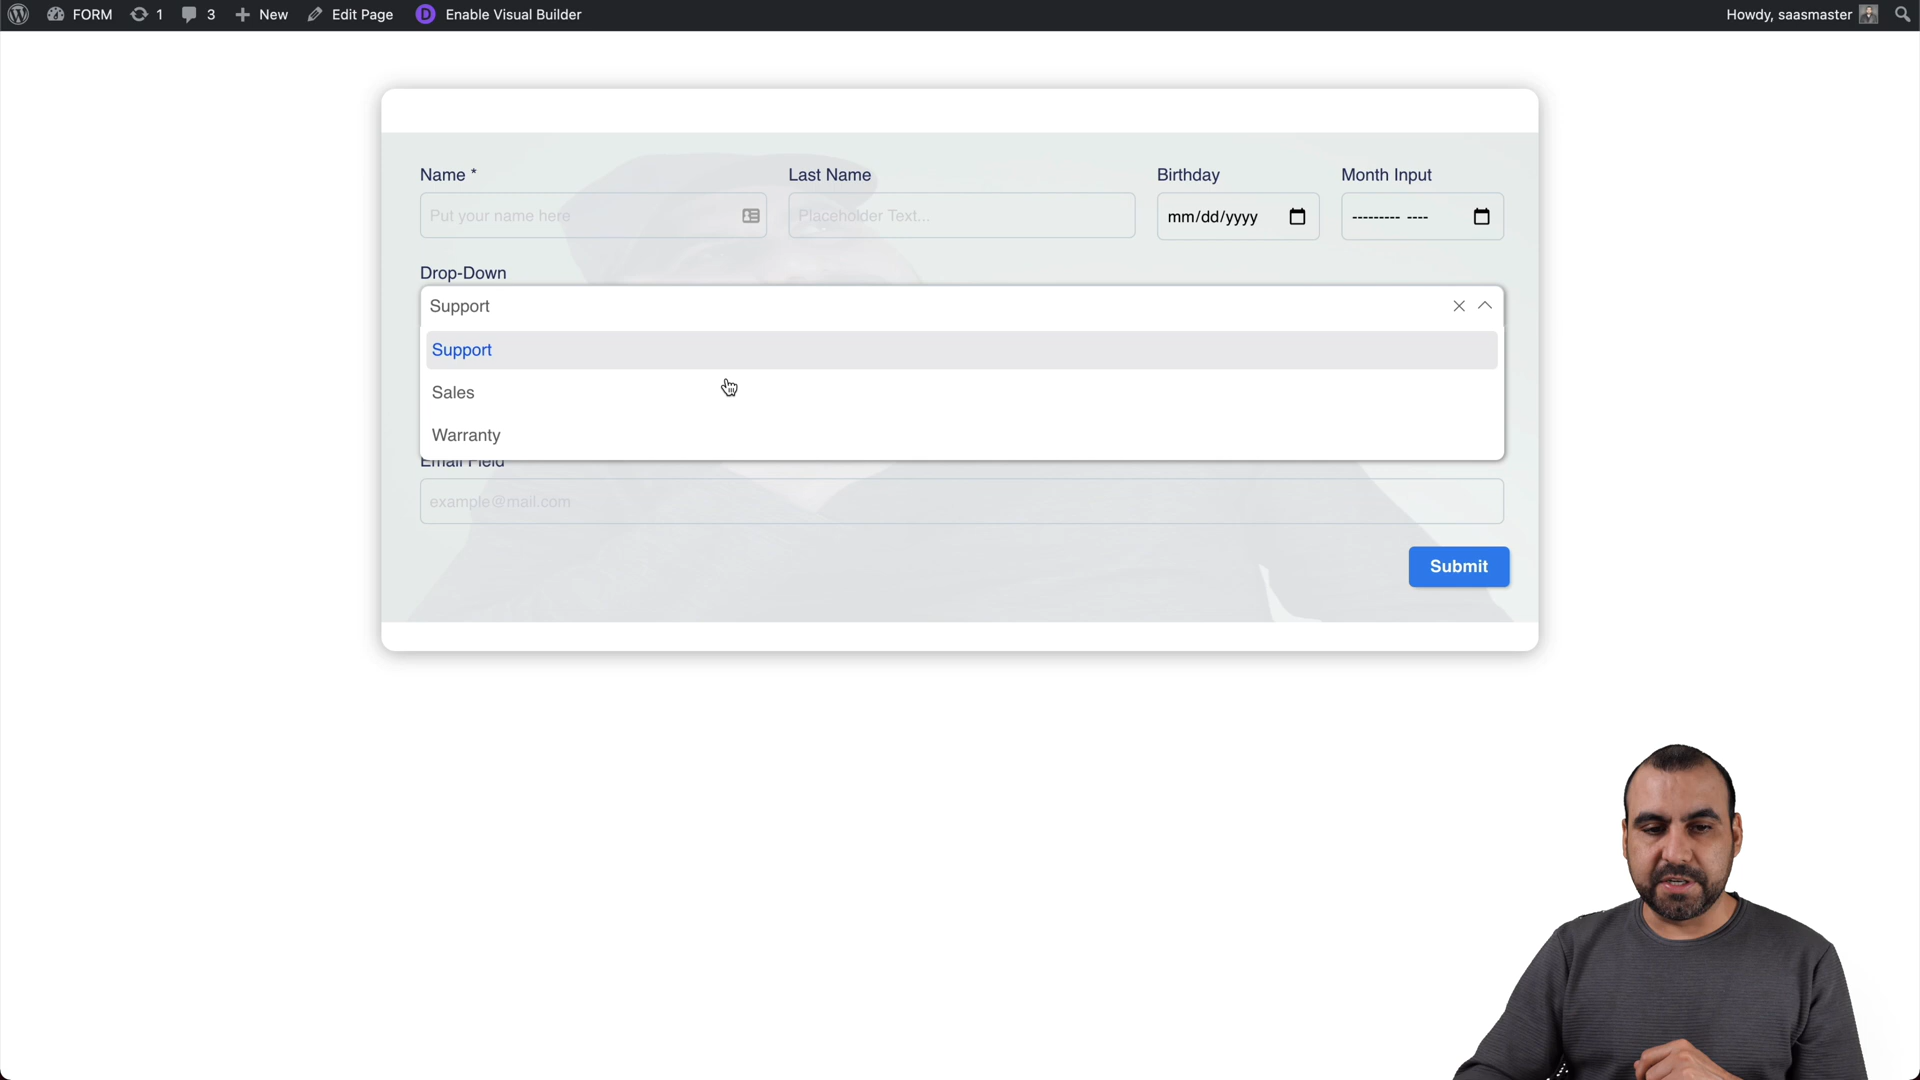 FORM 1 3 New Edit Page D Enable Visual Builder Howdy, saasmaster
Name * Last Name Birthday Month Input
Put your name here Placeholder Text... mm/dd/yyyy --------- ----
Drop-Down
Support
Support
Sales
Warranty
Email Field
example@mail.com
Submit